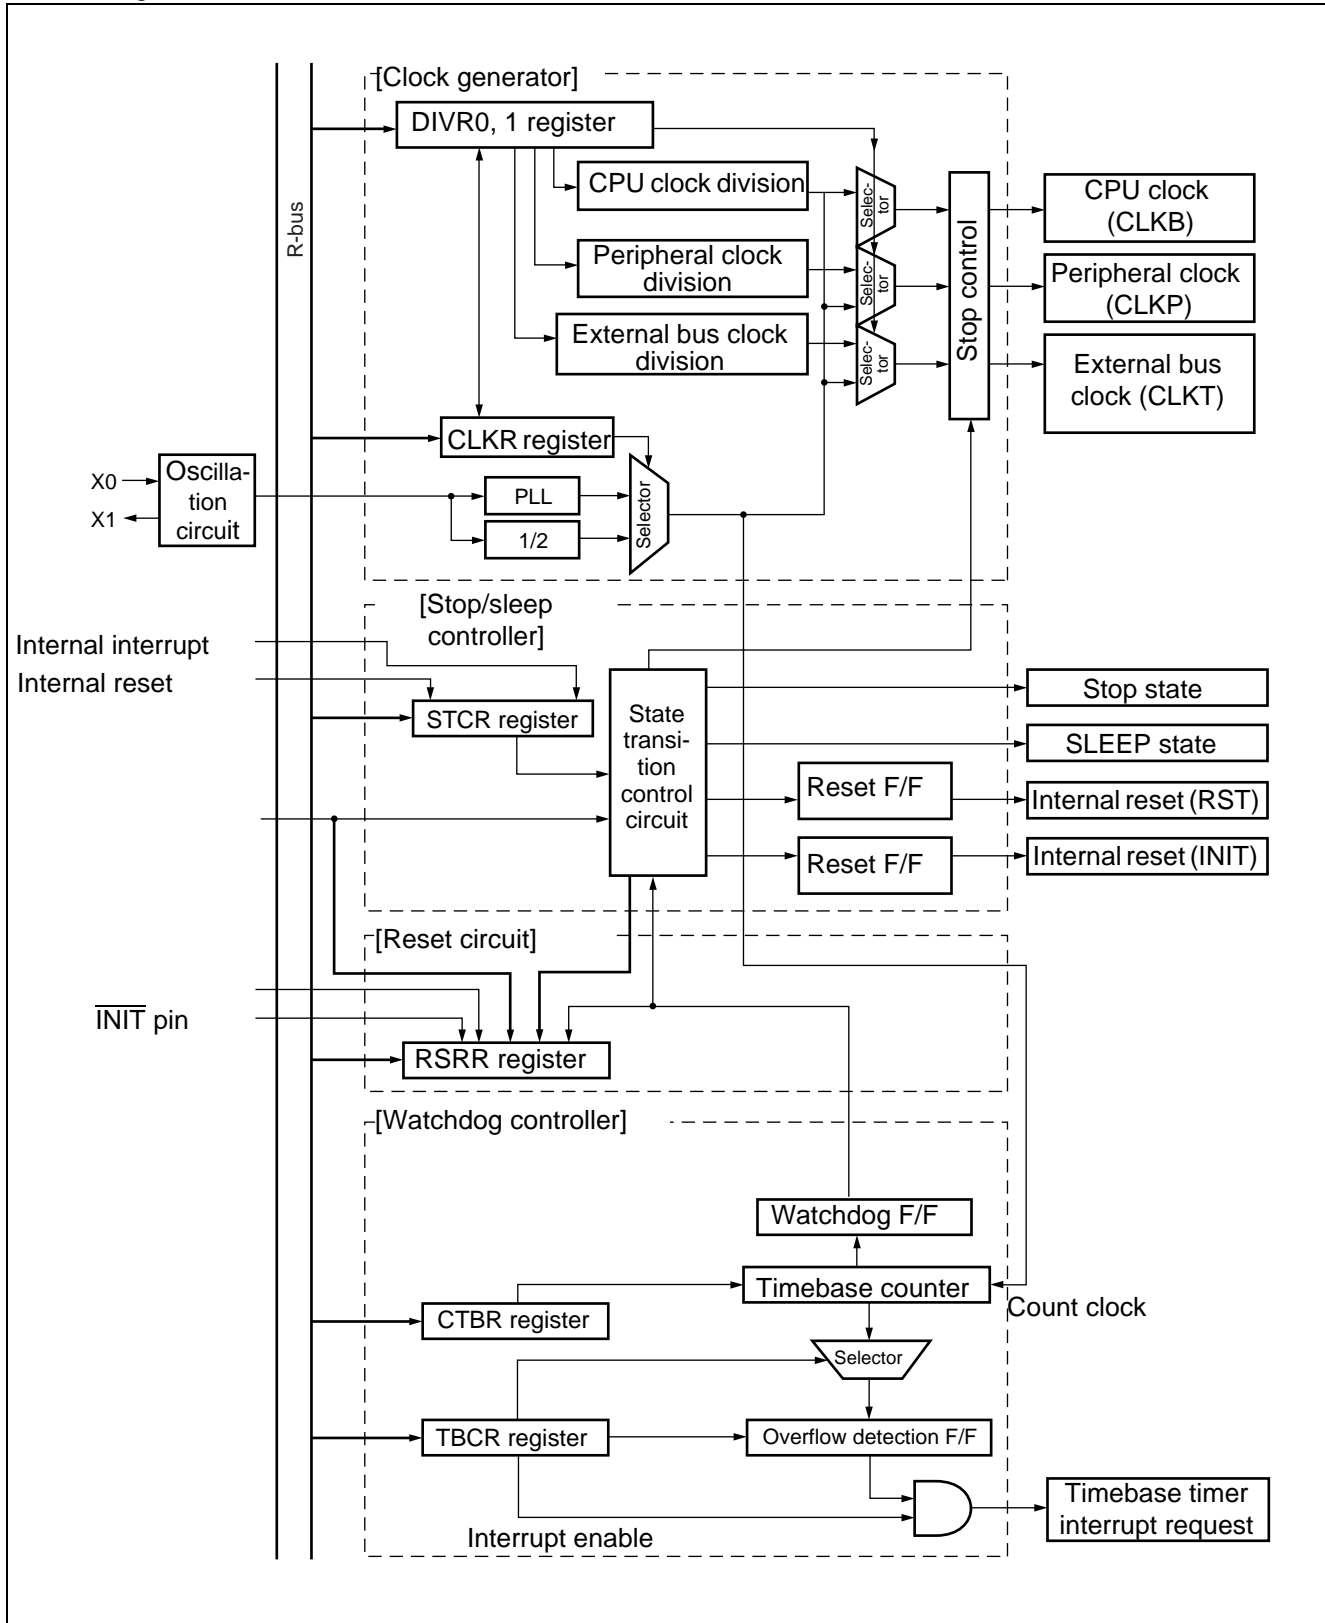 [Clock generator]
DIVR0, 1 register
R-bus
CPU clock division
Selec-
tor
Peripheral clock
division
Selec-
tor
External bus clock
division
Selec-
tor
Stop control
CPU clock
(CLKB)
Peripheral clock
(CLKP)
External bus
clock (CLKT)
CLKR register
X0
X1
Oscilla-
tion
circuit
PLL
1/2
Selector
[Stop/sleep
controller]
Internal interrupt
Internal reset
STCR register
State
transi-
tion
control
circuit
Stop state
SLEEP state
Reset F/F
Internal reset (RST)
Reset F/F
Internal reset (INIT)
[Reset circuit]
INIT pin
RSRR register
[Watchdog controller]
Watchdog F/F
Timebase counter
Count clock
CTBR register
Selector
TBCR register
Overflow detection F/F
Interrupt enable
Timebase timer
interrupt request